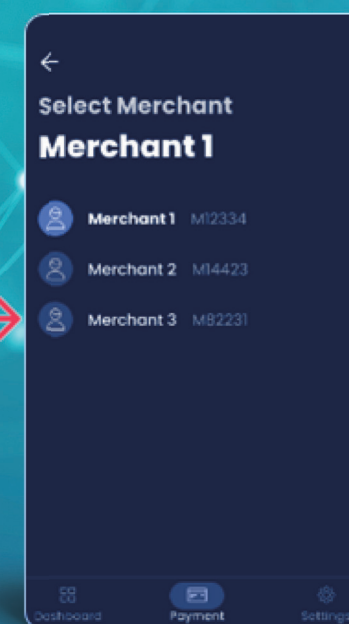 Select Merchant
Merchant 1
Merchant 1 M12334
Merchant 2 M14423
Merchant 3 M82231
Dashboard Payment Settings